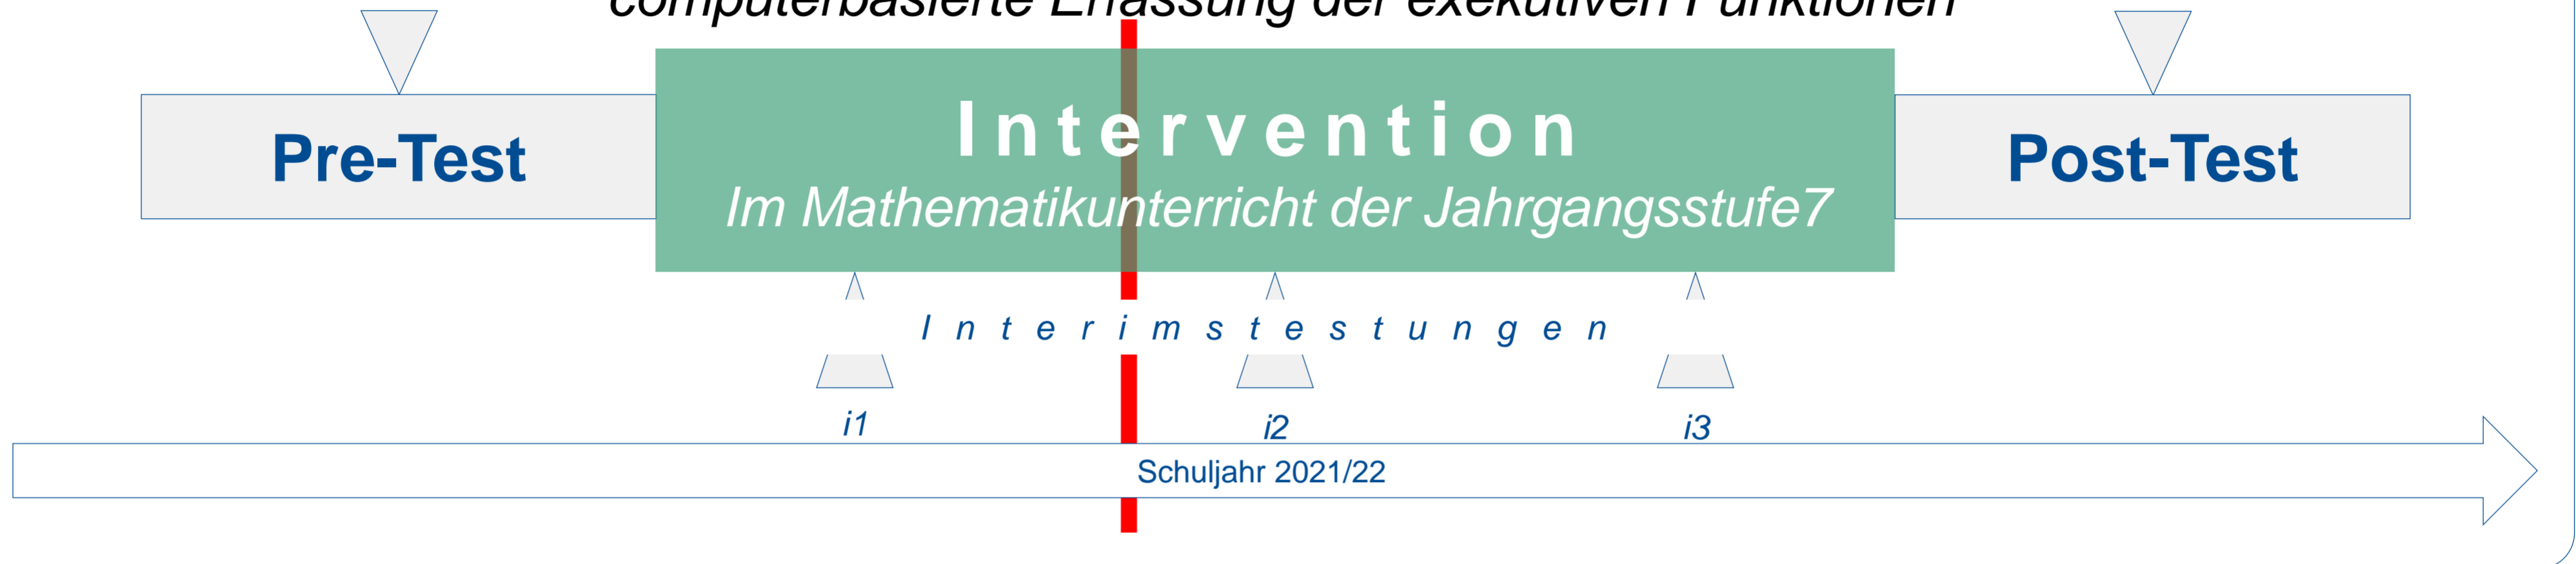 computerbasierte Erfassung der exekutiven Funktionen
Intervention
Pre-Test
Post-Test
Im Mathematikunterricht der Jahrgangsstufe7
Interimstestungen
i1
i2
i3
Schuljahr 2021/22